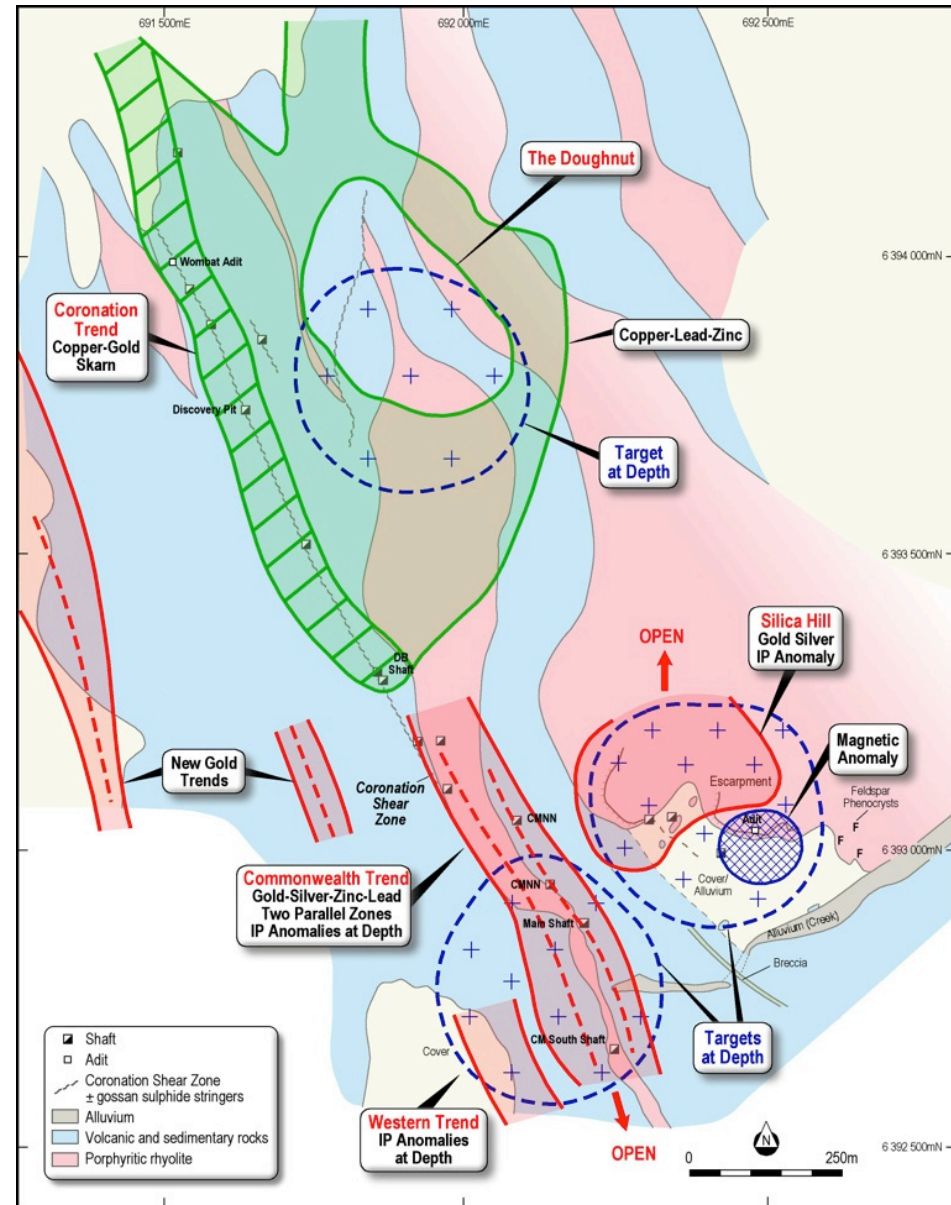 691 500mE
692 000mE
692 500mE
The Doughnut
Wombat Adit
6 394 000mN
Coronation
Trend
Copper-Gold
Skarn
Copper-Lead-Zinc
Discovery Pit
Target
at Depth
6 393 500mN
Silica Hill
Gold Silver
IP Anomaly
OPEN
DB
Shaft
Magnetic
Anomaly
New Gold
Trends
Escarpment
Coronation
Shear
Zone
Feldspar
Phenocrysts
CMNN
Adit
F
F
F
6 393 000mN
Commonwealth Trend
Gold-Silver-Zinc-Lead
Two Parallel Zones
IP Anomalies at Depth
CMNN
Cover/
Alluvium
Main Shaft
Alluvium (Creek)
Breccia
Shaft
Adit
Coronation Shear Zone
± gossan sulphide stringers
Alluvium
Volcanic and sedimentary rocks
Porphyritic rhyolite
Cover
CM South Shaft
Targets
at Depth
Western Trend
IP Anomalies
at Depth
OPEN
N
0
250m
6 392 500mN